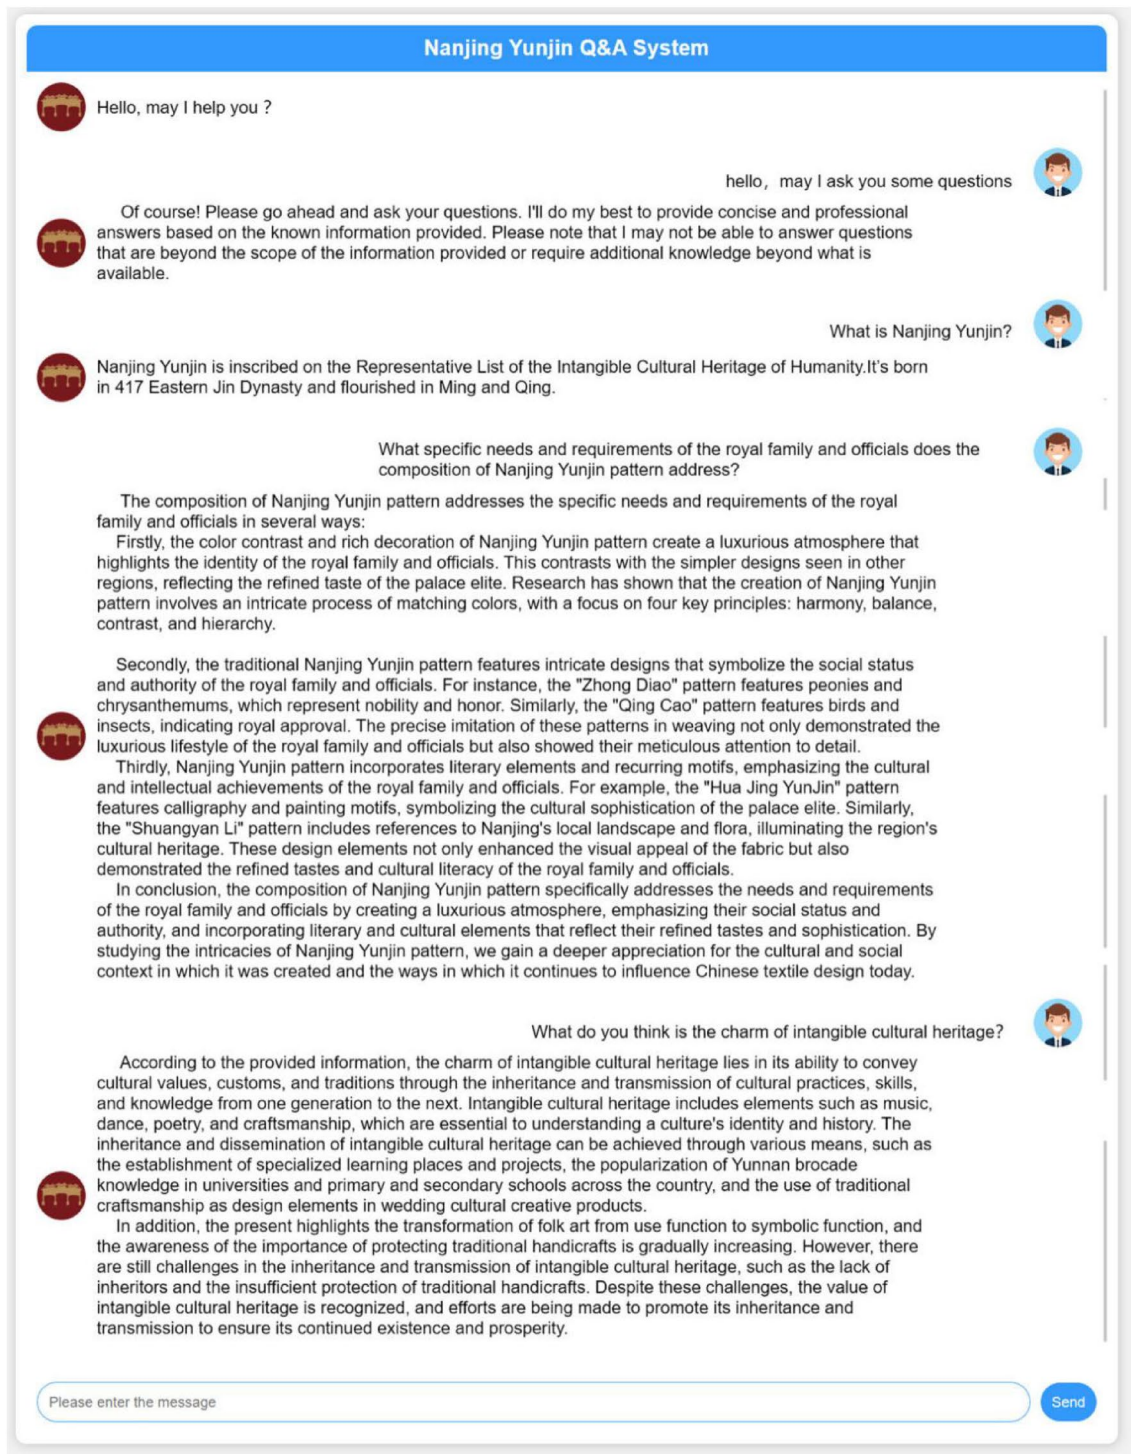 Nanjing Yunjin Q&A System
Hello, may I help you ?
hello，may I ask you some questions
Of course! Please go ahead and ask your questions. I'll do my best to provide concise and professional
answers based on the known information provided. Please note that I may not be able to answer questions
that are beyond the scope of the information provided or require additional knowledge beyond what is
available.
What is Nanjing Yunjin?
Nanjing Yunjin is inscribed on the Representative List of the Intangible Cultural Heritage of Humanity.It's born
in 417 Eastern Jin Dynasty and flourished in Ming and Qing.
What specific needs and requirements of the royal family and officials does the
composition of Nanjing Yunjin pattern address?
The composition of Nanjing Yunjin pattern addresses the specific needs and requirements of the royal
family and officials in several ways:
Firstly, the color contrast and rich decoration of Nanjing Yunjin pattern create a luxurious atmosphere that
highlights the identity of the royal family and officials. This contrasts with the simpler designs seen in other
regions, reflecting the refined taste of the palace elite. Research has shown that the creation of Nanjing Yunjin
pattern involves an intricate process of matching colors, with a focus on four key principles: harmony, balance,
contrast, and hierarchy.
Secondly, the traditional Nanjing Yunjin pattern features intricate designs that symbolize the social status
and authority of the royal family and officials. For instance, the "Zhong Diao" pattern features peonies and
chrysanthemums, which represent nobility and honor. Similarly, the "Qing Cao" pattern features birds and
insects, indicating royal approval. The precise imitation of these patterns in weaving not only demonstrated the
luxurious lifestyle of the royal family and officials but also showed their meticulous attention to detail.
Thirdly, Nanjing Yunjin pattern incorporates literary elements and recurring motifs, emphasizing the cultural
and intellectual achievements of the royal family and officials. For example, the "Hua Jing YunJin" pattern
features calligraphy and painting motifs, symbolizing the cultural sophistication of the palace elite. Similarly,
the "Shuangyan Li" pattern includes references to Nanjing's local landscape and flora, illuminating the region's
cultural heritage. These design elements not only enhanced the visual appeal of the fabric but also
demonstrated the refined tastes and cultural literacy of the royal family and officials.
In conclusion, the composition of Nanjing Yunjin pattern specifically addresses the needs and requirements
of the royal family and officials by creating a luxurious atmosphere, emphasizing their social status and
authority, and incorporating literary and cultural elements that reflect their refined tastes and sophistication. By
studying the intricacies of Nanjing Yunjin pattern, we gain a deeper appreciation for the cultural and social
context in which it was created and the ways in which it continues to influence Chinese textile design today.
What do you think is the charm of intangible cultural heritage?
According to the provided information, the charm of intangible cultural heritage lies in its ability to convey
cultural values, customs, and traditions through the inheritance and transmission of cultural practices, skills,
and knowledge from one generation to the next. Intangible cultural heritage includes elements such as music,
dance, poetry, and craftsmanship, which are essential to understanding a culture's identity and history. The
inheritance and dissemination of intangible cultural heritage can be achieved through various means, such as
the establishment of specialized learning places and projects, the popularization of Yunnan brocade
knowledge in universities and primary and secondary schools across the country, and the use of traditional
craftsmanship as design elements in wedding cultural creative products.
In addition, the present highlights the transformation of folk art from use function to symbolic function, and
the awareness of the importance of protecting traditional handicrafts is gradually increasing. However, there
are still challenges in the inheritance and transmission of intangible cultural heritage, such as the lack of
inheritors and the insufficient protection of traditional handicrafts. Despite these challenges, the value of
intangible cultural heritage is recognized, and efforts are being made to promote its inheritance and
transmission to ensure its continued existence and prosperity.
Please enter the message
Send